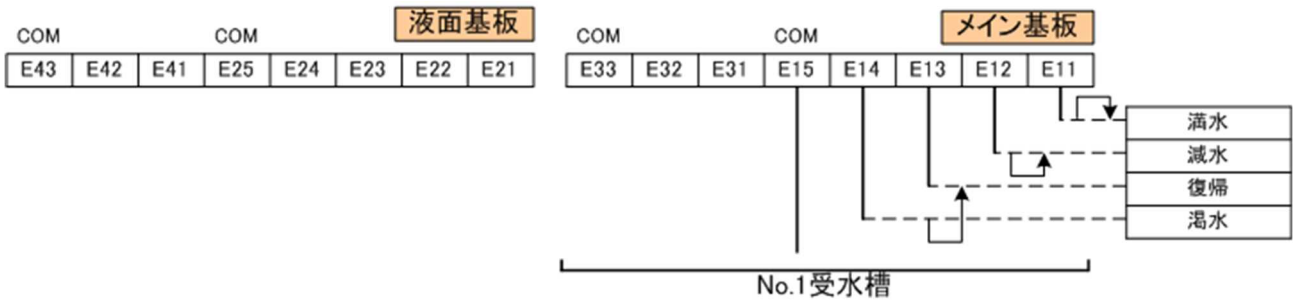 液面基板
メイン基板
COM COM COM COM
E43 E42 E41 E25 E24 E23 E22 E21 E33 E32 E31 E15 E14 E13 E12 E11
満水
減水
復帰
渇水
No.1受水槽